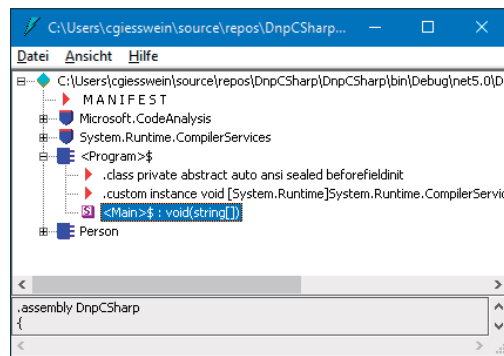 C:\Users\cgiesswein\source\repos\DnpCSharp...
Datei Ansicht Hilfe
C:\Users\cgiesswein\source\repos\DnpCSharp\DnpCSharp\bin\Debug\net5.0\D
M A N I F E S T
Microsoft.CodeAnalysis
System.Runtime.CompilerServices
<Program>$
.class private abstract auto ansi sealed beforefieldinit
.custom instance void [System.Runtime]System.Runtime.CompilerServic
<Main>$ : void(string[])
Person
.assembly DnpCSharp
{